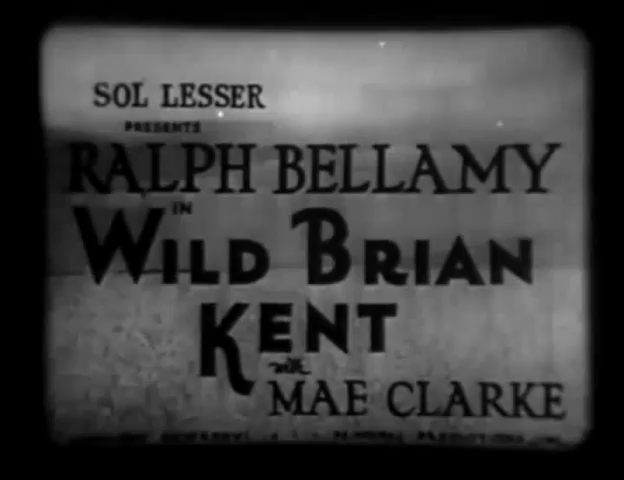 SOL LESSER
PRESENTS
RALPH BELLAMY
IN
WILD BRIAN
KENT
with
MAE CLARKE